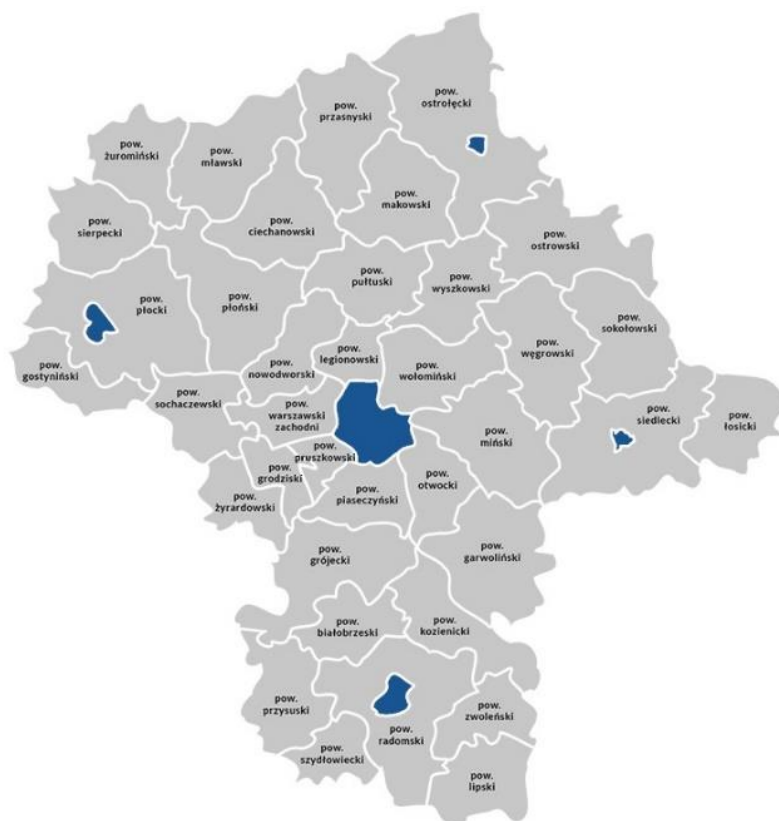 pow.
ostrołęcki
pow.
przasnyski
pow.
żuromiński
pow.
mławski
pow.
makowski
pow.
sierpecki
pow.
ciechanowski
pow.
ostrowski
pow.
płocki
pow.
płoński
pow.
pułtuski
pow.
wyszkowski
pow.
sokołowski
pow.
węgrowski
pow.
gostyniński
pow.
nowodworski
pow.
legionowski
pow.
wołomiński
pow.
sochaczewski
pow.
warszawski
zachodni
pow.
siedlecki
pow.
łosicki
pow.
miński
pow.
pruszkowski
pow.
grodziski
pow.
otwocki
pow.
żyrardowski
pow.
piaseczyński
pow.
grójecki
pow.
garwoliński
pow.
białobrzeski
pow.
kozienicki
pow.
przysuski
pow.
zwoleński
pow.
radomski
pow.
szydłowiecki
pow.
lipski